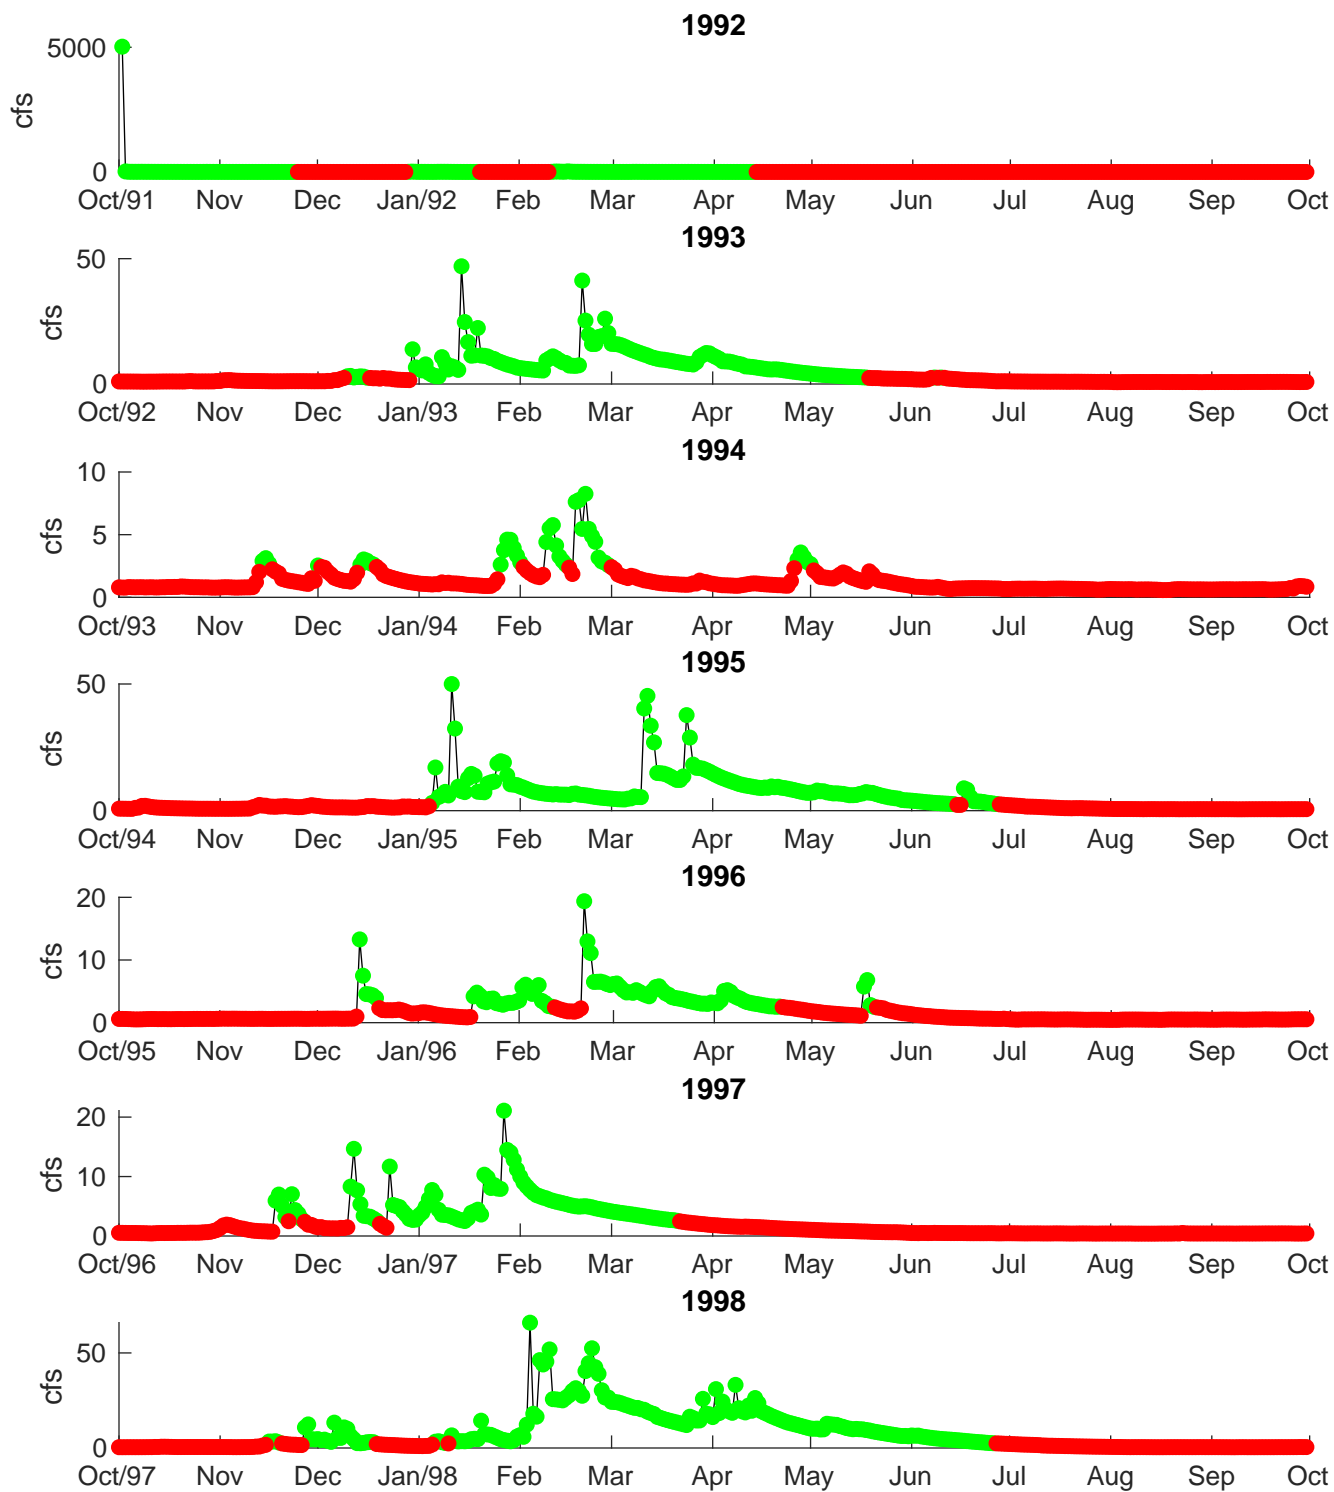 1992
5000
cfs
0
Oct/91 Nov Dec Jan/92 Feb Mar Apr May Jun Jul Aug Sep Oct
1993
50
cfs
0
Oct/92 Nov Dec Jan/93 Feb Mar Apr May Jun Jul Aug Sep Oct
1994
10
cfs
5
0
Oct/93 Nov Dec Jan/94 Feb Mar Apr May Jun Jul Aug Sep Oct
1995
50
cfs
0
Oct/94 Nov Dec Jan/95 Feb Mar Apr May Jun Jul Aug Sep Oct
1996
20
cfs
10
0
Oct/95 Nov Dec Jan/96 Feb Mar Apr May Jun Jul Aug Sep Oct
1997
20
cfs
10
0
Oct/96 Nov Dec Jan/97 Feb Mar Apr May Jun Jul Aug Sep Oct
1998
50
cfs
0
Oct/97 Nov Dec Jan/98 Feb Mar Apr May Jun Jul Aug Sep Oct